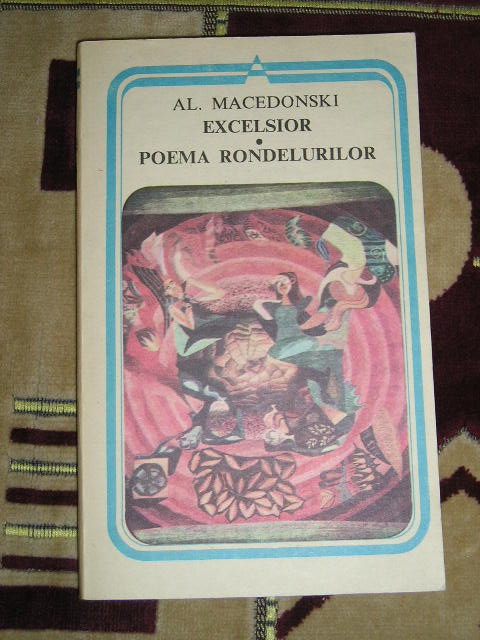 AL. MACEDONSKI
EXCELSIOR
•
POEMA RONDELURILOR